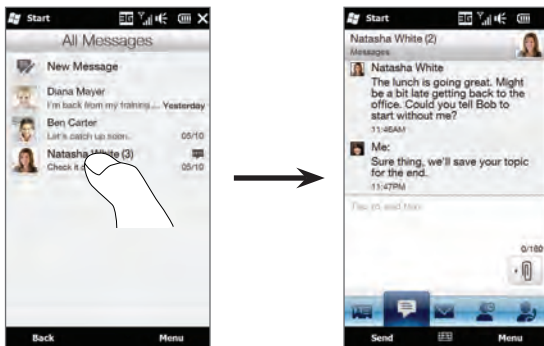 Start
All Messages
New Message
Diana Mayer
I'm back from my training.... Yesterday
Ben Carter
Let's catch up soon. 05/10
Natasha White (3)
Check it 05/10
Back Menu
Start
Natasha White (2)
Messages
Natasha White
The lunch is going great. Might
be a bit late getting back to the
office. Could you tell Bob to
start without me?
11:46AM
Me:
Sure thing, we'll save your topic
for the end.
11:47PM
Tap to add text
0/160
Send Menu